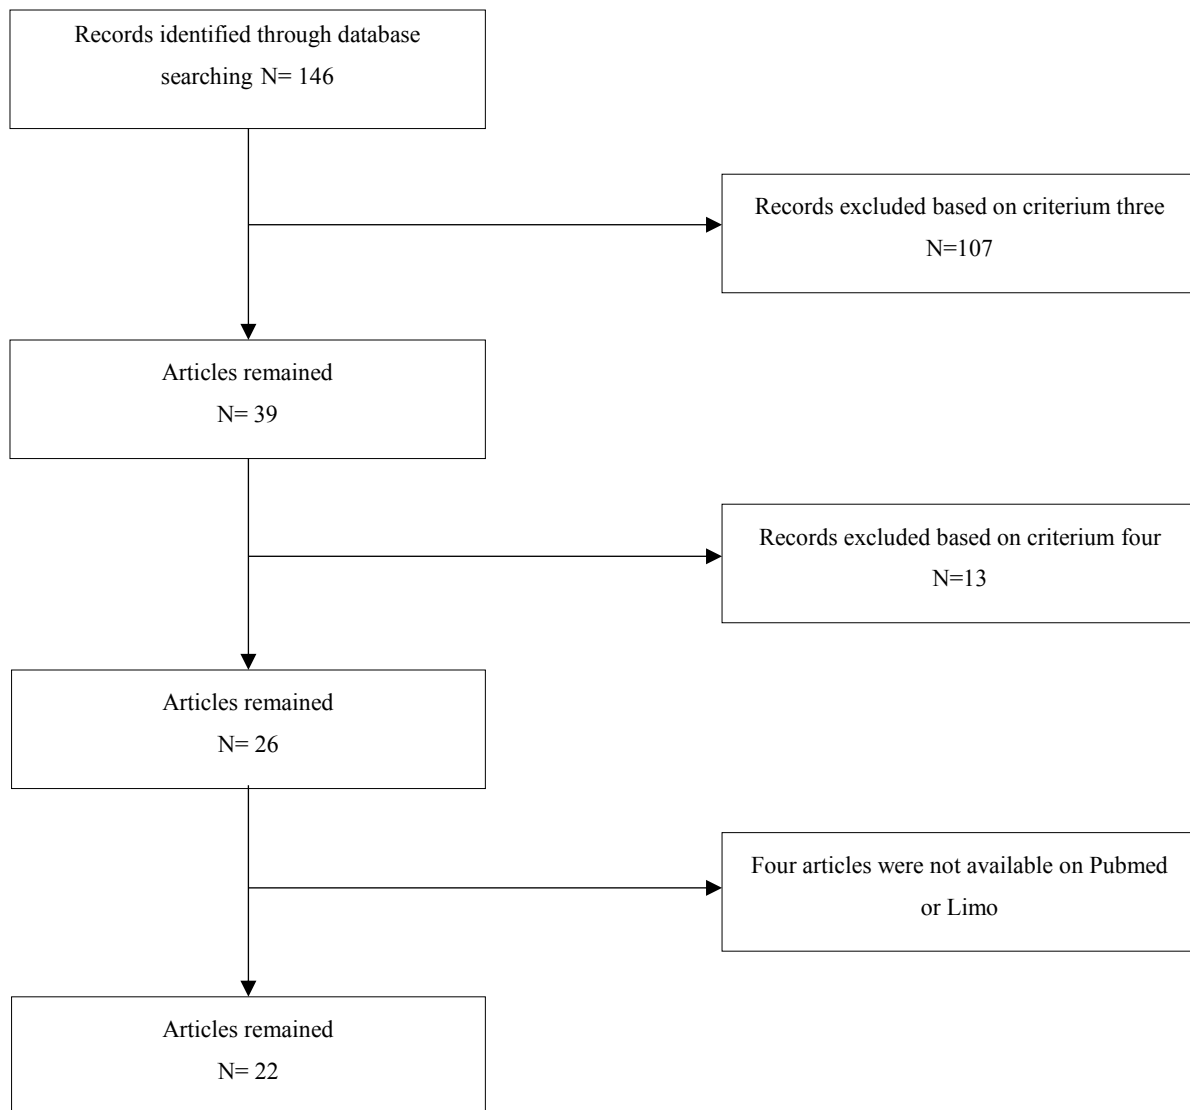 Records identified through database
searching N= 146
Records excluded based on criterium three
N=107
Articles remained
N= 39
Records excluded based on criterium four
N=13
Articles remained
N= 26
Four articles were not available on Pubmed
or Limo
Articles remained
N= 22